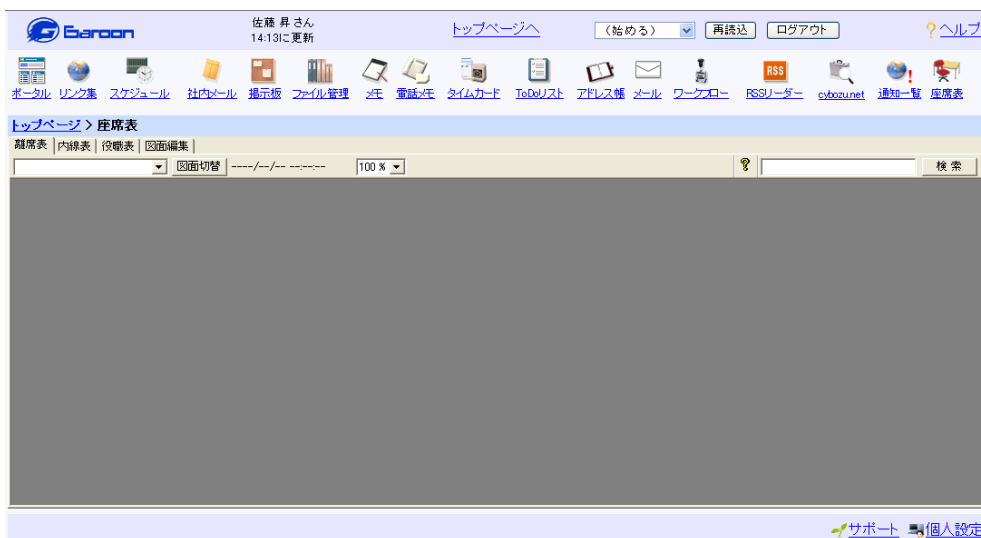 Garoon
佐藤 昇さん
14:13に更新
トップページへ
(始める)
再読込
ログアウト
? ヘルプ
RSS
ポータル リンク集 スケジュール 社内メール 掲示板 ファイル管理 メモ 電話メモ タイムカード ToDoリスト アドレス帳 メール ワークフロー RSSリーダー cybozu.net 通知一覧 座席表
トップページ > 座席表
離席表 内線表 役職表 図面編集
図面切替 ----/--/-- --:--:-- 100 % ? 検 索
サポート 個人設定